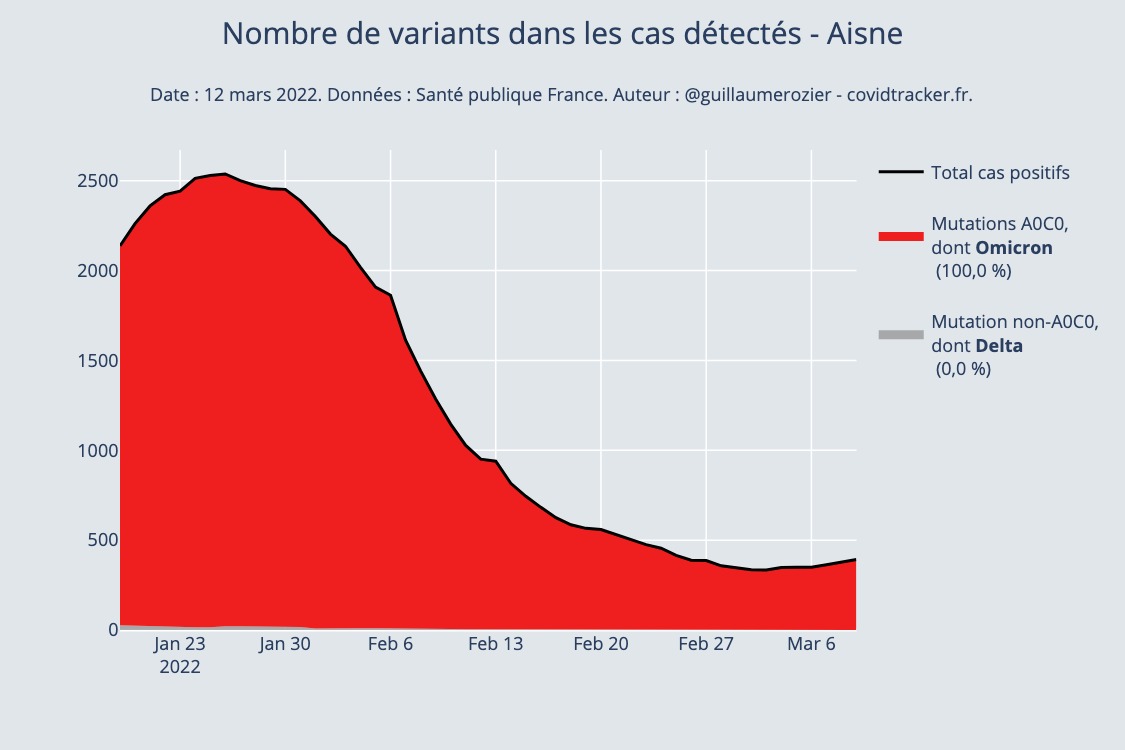 Nombre de variants dans les cas détectés - Aisne
Date : 12 mars 2022. Données : Santé publique France. Auteur : @guillaumerozier - covidtracker.fr.
2500
2000
1500
1000
500
0
Jan 23
2022
Jan 30
Feb 6
Feb 13
Feb 20
Feb 27
Mar 6
Total cas positifs
Mutations A0C0,
dont Omicron
(100,0 %)
Mutation non-A0C0,
dont Delta
(0,0 %)